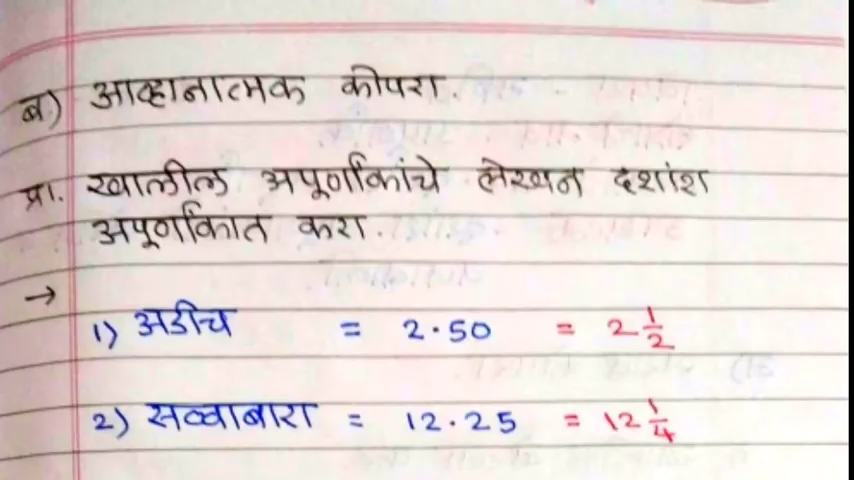 ब) आव्हानात्मक कोपरा.
प्रा. खालील अपूर्णांकांचे लेखन दशांश
अपूर्णांकात करा.
→
1) अडीच = 2.50 = 2 1/2
2) सव्वाबारा = 12.25 = 12 1/4